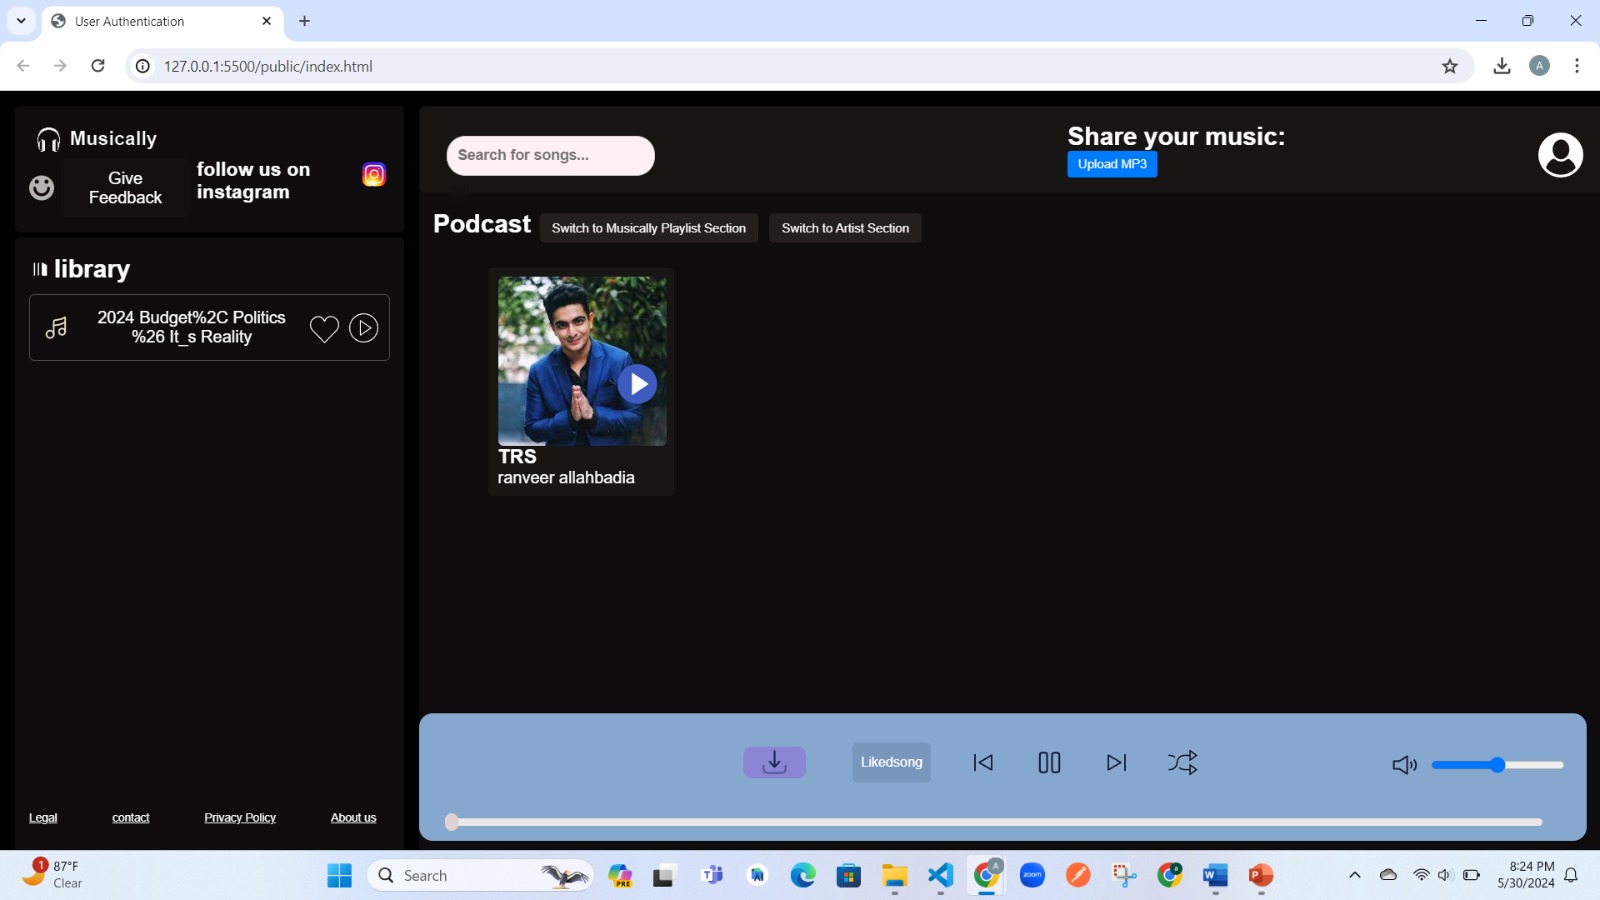 User Authentication
127.0.0.1:5500/public/index.html
A
Musically
Give
Feedback
follow us on
instagram
library
2024 Budget%2C Politics
%26 It_s Reality
Legal
contact
Privacy Policy
About us
Search for songs...
Share your music:
Upload MP3
Podcast
Switch to Musically Playlist Section
Switch to Artist Section
TRS
ranveer allahbadia
Likedsong
1
87°F
Clear
Search
PRE
A
zoom
W
P
8:24 PM
5/30/2024